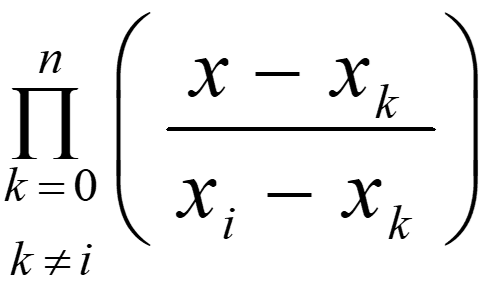 n
∏ ( x − x_k / x_i − x_k )
k = 0
k ≠ i